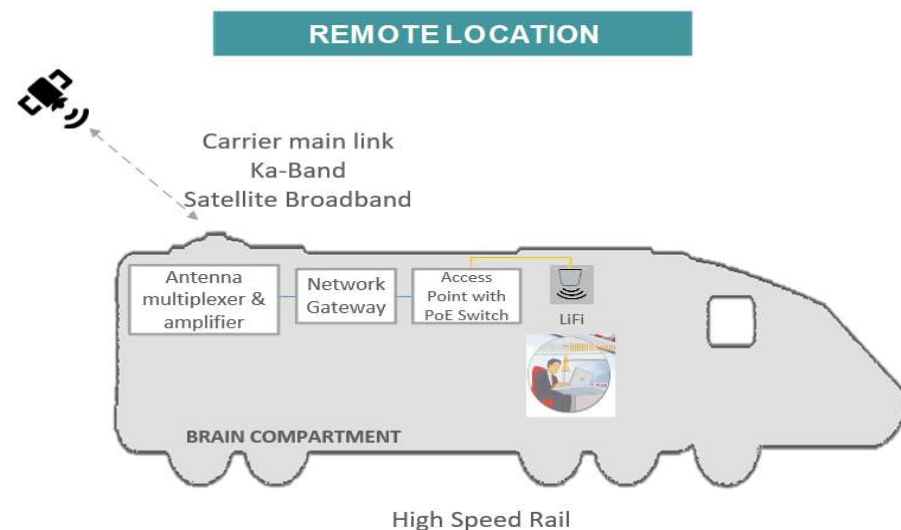 REMOTE LOCATION
Carrier main link
Ka-Band
Satellite Broadband
Antenna
multiplexer &
amplifier
Network
Gateway
Access
Point with
PoE Switch
LiFi
BRAIN COMPARTMENT
High Speed Rail